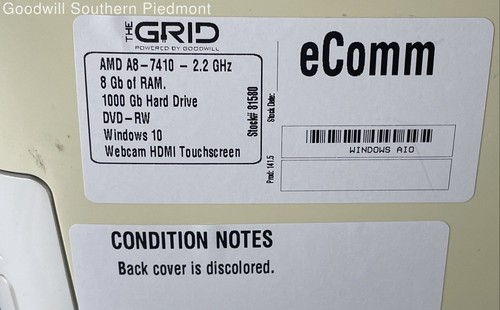 Goodwill Southern Piedmont
THE GRID
POWERED BY GOODWILL
eComm
AMD A8-7410 - 2.2 GHz
8 Gb of RAM.
1000 Gb Hard Drive
DVD-RW
Windows 10
Webcam HDMI Touchscreen
Stock# 81580
Stock Date:
WINDOWS AIO
Prod: 141.5
CONDITION NOTES
Back cover is discolored.